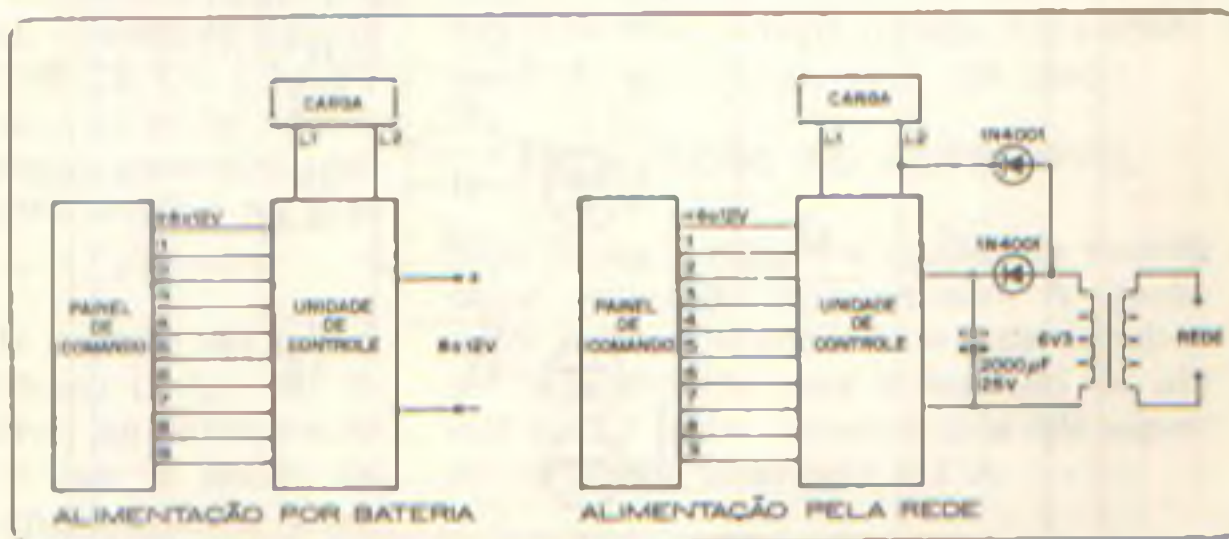 CARGA
L1
L2
+6 a 12V
1
2
3
4
5
6
7
8
9
PAINEL
DE
COMANDO
UNIDADE
DE
CONTROLE
+
6 a 12V
-
ALIMENTAÇÃO POR BATERIA
CARGA
L1
L2
1N4001
+6 a 12V
1
2
3
4
5
6
7
8
9
PAINEL
DE
COMANDO
UNIDADE
DE
CONTROLE
1N4001
6V3
2000µF
25V
REDE
ALIMENTAÇÃO PELA REDE